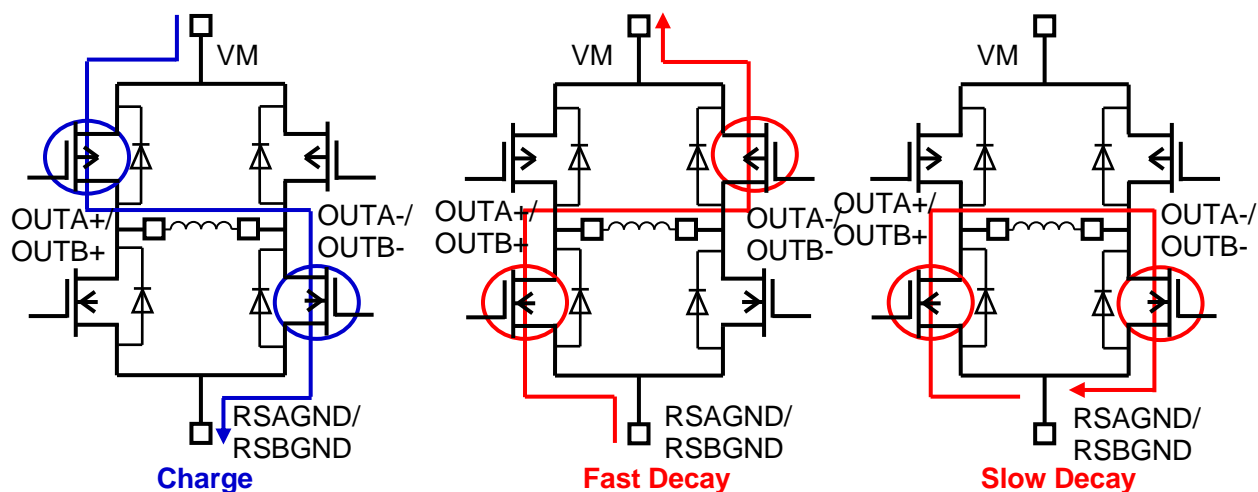 VM
OUTA+/
OUTB+
OUTA-/
OUTB-
RSAGND/
RSBGND
Charge
VM
OUTA+/
OUTB+
OUTA-/
OUTB-
RSAGND/
RSBGND
Fast Decay
VM
OUTA+/
OUTB+
OUTA-/
OUTB-
RSAGND/
RSBGND
Slow Decay